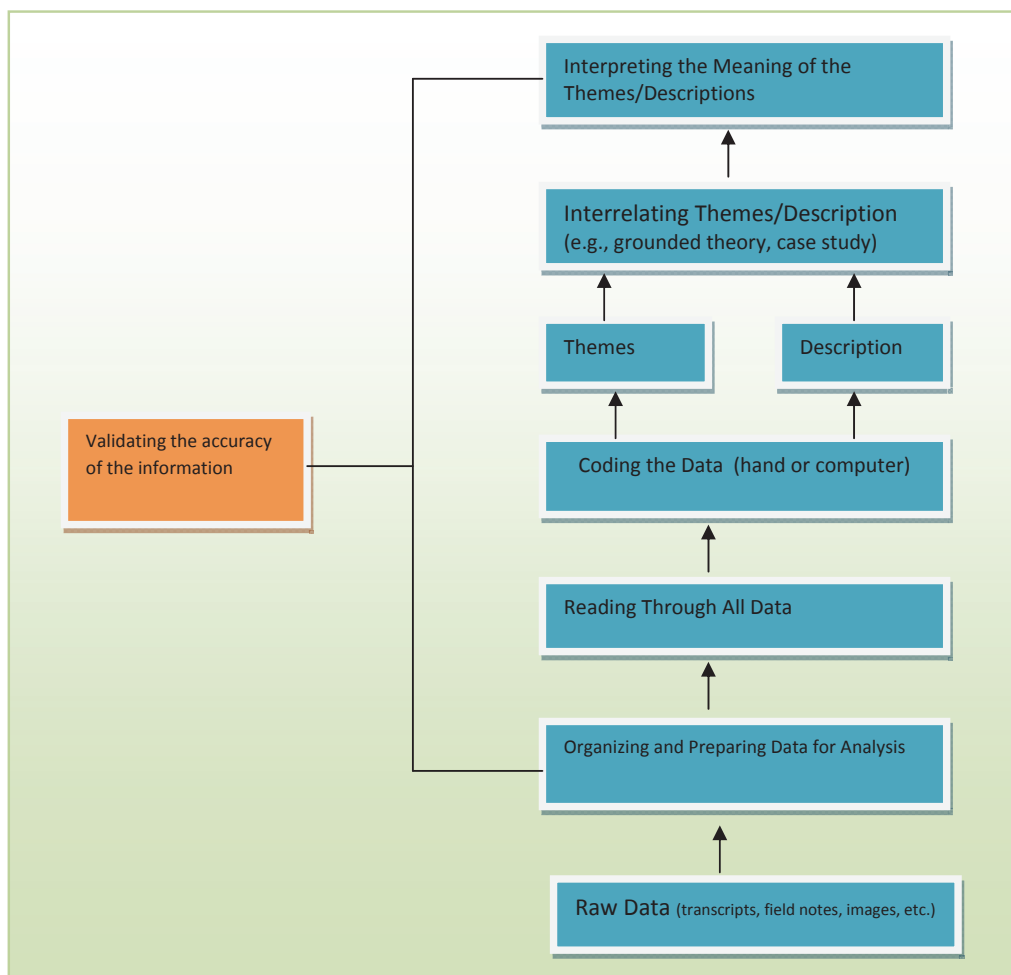 Interpreting the Meaning of the
Themes/Descriptions
Interrelating Themes/Description
(e.g., grounded theory, case study)
Themes
Description
Validating the accuracy
of the information
Coding the Data (hand or computer)
Reading Through All Data
Organizing and Preparing Data for Analysis
Raw Data (transcripts, field notes, images, etc.)